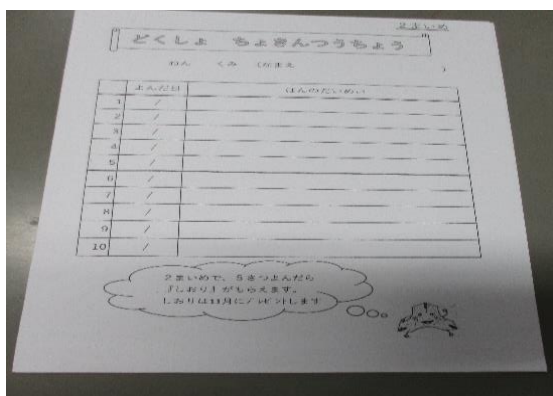 2まいめ
どくしょ ちょきんつうちょう
ねん くみ (なまえ )
よんだ日 ほんのだいめい
1 /
2 /
3 /
4 /
5 /
6 /
7 /
8 /
9 /
10 /
2まいめで、5さつよんだら
『しおり』がもらえます。
しおりは11月にプレゼントします